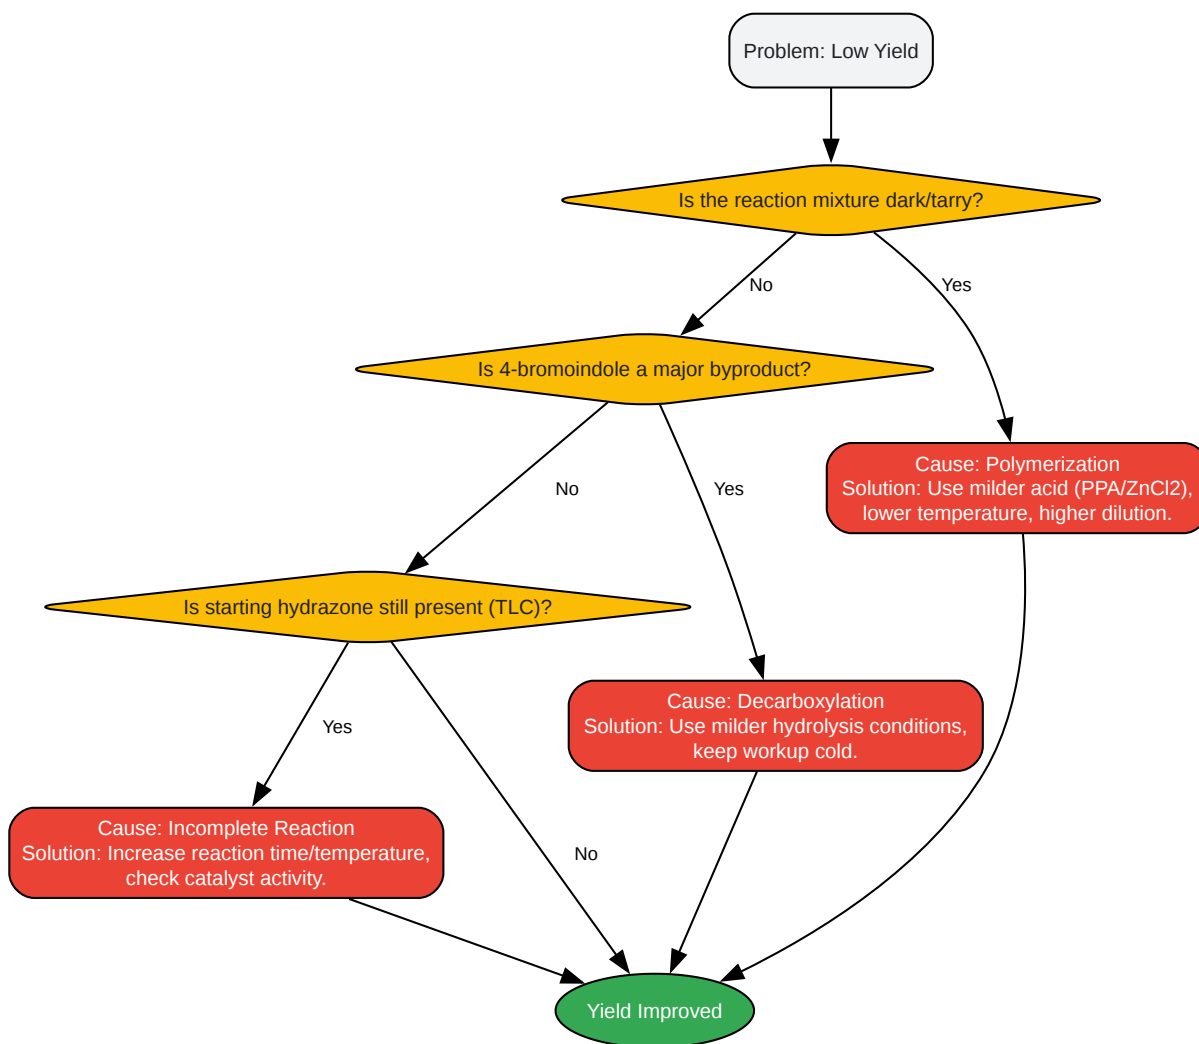 Problem: Low Yield
Is the reaction mixture dark/tarry?
No
Yes
Is 4-bromoindole a major byproduct?
Cause: Polymerization
Solution: Use milder acid (PPA/ZnCl2),
lower temperature, higher dilution.
No
Yes
Is starting hydrazone still present (TLC)?
Cause: Decarboxylation
Solution: Use milder hydrolysis conditions,
keep workup cold.
Yes
Cause: Incomplete Reaction
Solution: Increase reaction time/temperature,
check catalyst activity.
No
Yield Improved